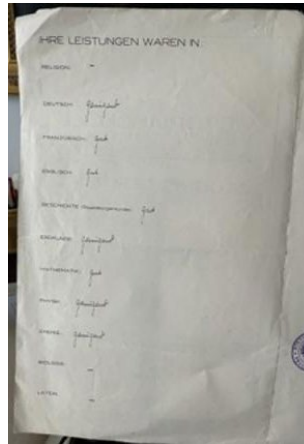 IHRE LEISTUNGEN WAREN IN:
RELIGION: –
DEUTSCH: genügend
FRANZÖSISCH: gut
ENGLISCH: gut
GESCHICHTE gut
ERDKUNDE: genügend
MATHEMATIK: gut
PHYSIK: genügend
CHEMIE: genügend
BIOLOGIE: –
LATEIN: –